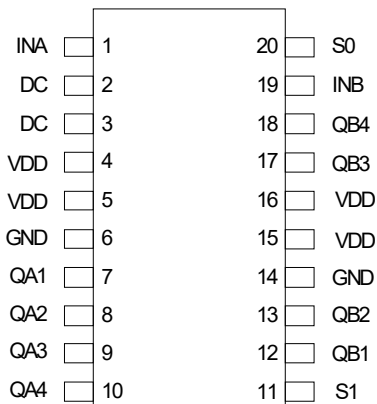 INA 1 20 S0
DC 2 19 INB
DC 3 18 QB4
VDD 4 17 QB3
VDD 5 16 VDD
GND 6 15 VDD
QA1 7 14 GND
QA2 8 13 QB2
QA3 9 12 QB1
QA4 10 11 S1